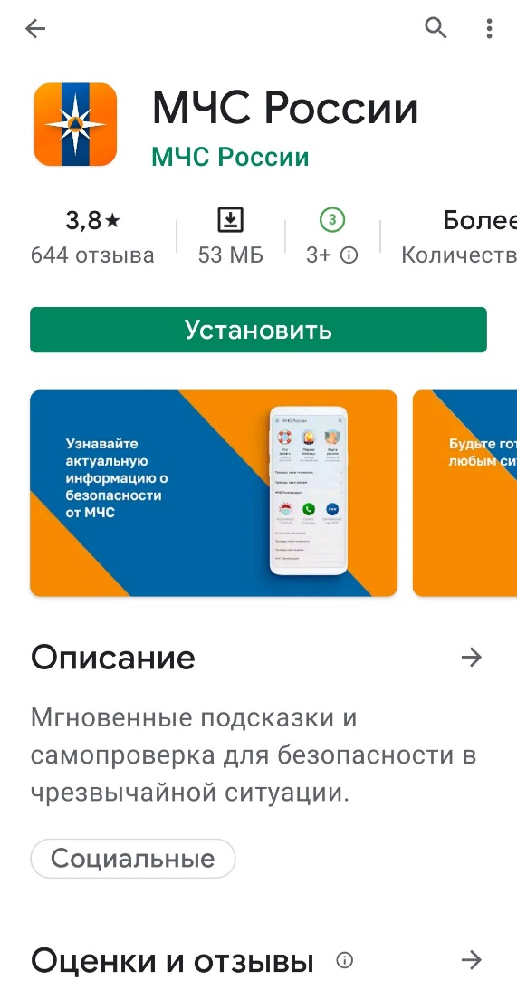 МЧС России
МЧС России
3,8★
644 отзыва
53 МБ
3
3+
Более
Количеств
Установить
Узнавайте
актуальную
информацию о
безопасности
от МЧС
МЧС России
Будьте гот
любым си
Описание
Мгновенные подсказки и
самопроверка для безопасности в
чрезвычайной ситуации.
Социальные
Оценки и отзывы